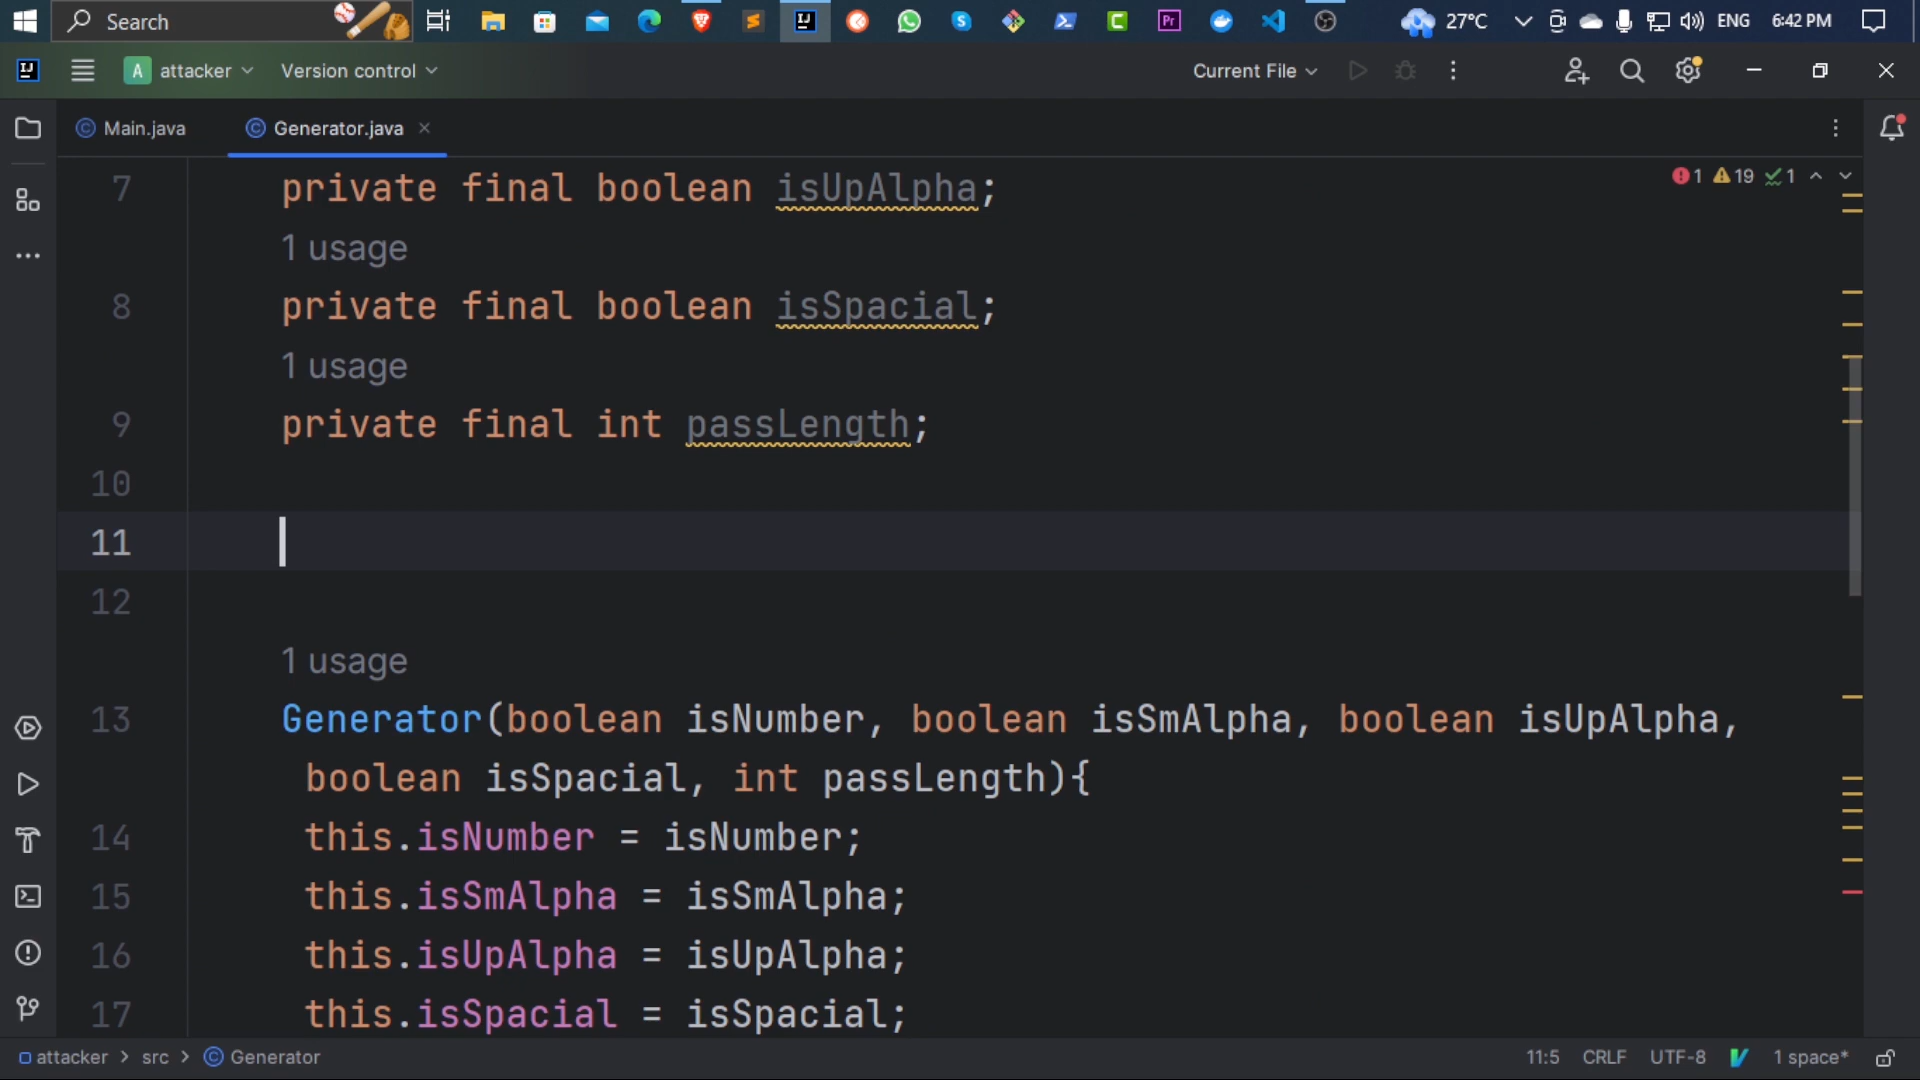 Search
27°C
ENG
6:42 PM
A attacker
Version control
Current File
Main.java
Generator.java
1 19 1
7 private final boolean isUpAlpha;
1 usage
8 private final boolean isSpacial;
1 usage
9 private final int passLength;
10
11
12
1 usage
13 Generator(boolean isNumber, boolean isSmAlpha, boolean isUpAlpha,
boolean isSpacial, int passLength){
14 this.isNumber = isNumber;
15 this.isSmAlpha = isSmAlpha;
16 this.isUpAlpha = isUpAlpha;
17 this.isSpacial = isSpacial;
attacker > src > Generator
11:5 CRLF UTF-8 1 space*